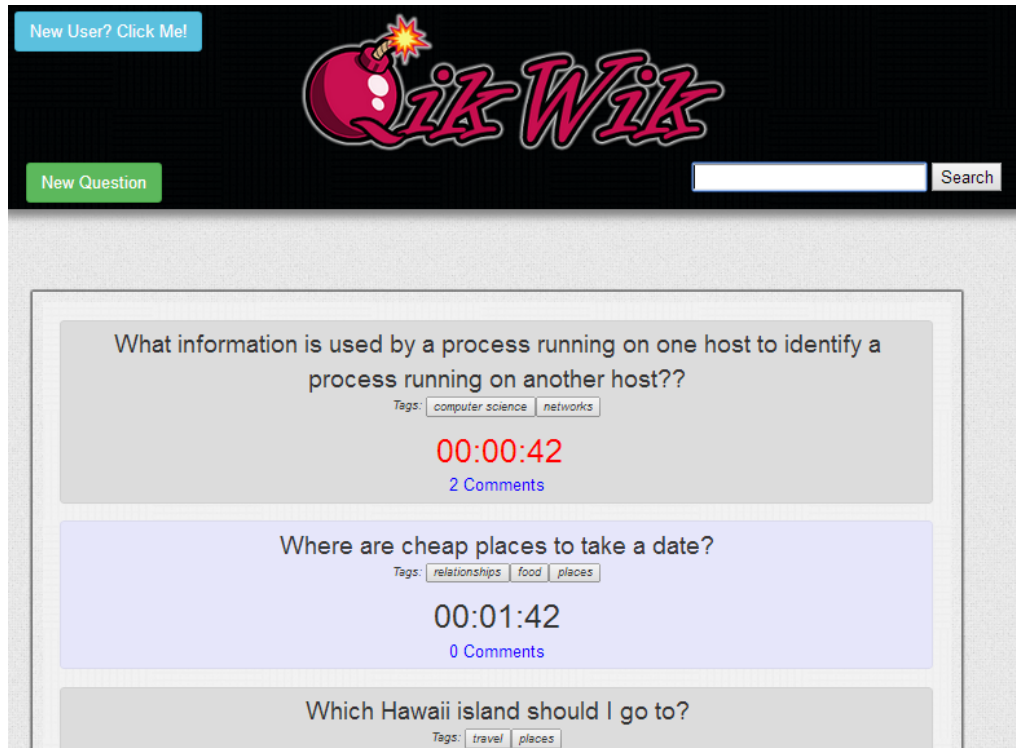 New User? Click Me!
Qik Wik
New Question
Search
What information is used by a process running on one host to identify a
process running on another host??
Tags: computer science networks
00:00:42
2 Comments
Where are cheap places to take a date?
Tags: relationships food places
00:01:42
0 Comments
Which Hawaii island should I go to?
Tags: travel places